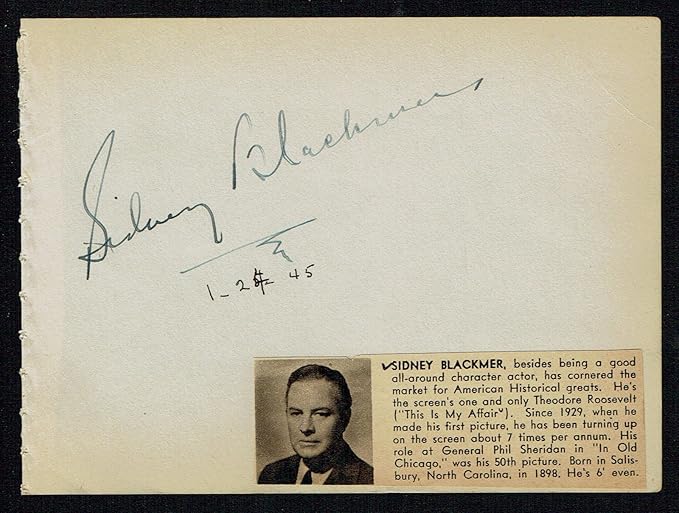 Sidney Blackmer
1-24 45
✓SIDNEY BLACKMER, besides being a good
all-around character actor, has cornered the
market for American Historical greats. He's
the screen's one and only Theodore Roosevelt
("This Is My Affair"). Since 1929, when he
made his first picture, he has been turning up
on the screen about 7 times per annum. His
role at General Phil Sheridan in "In Old
Chicago," was his 50th picture. Born in Salis-
bury, North Carolina, in 1898. He's 6' even.